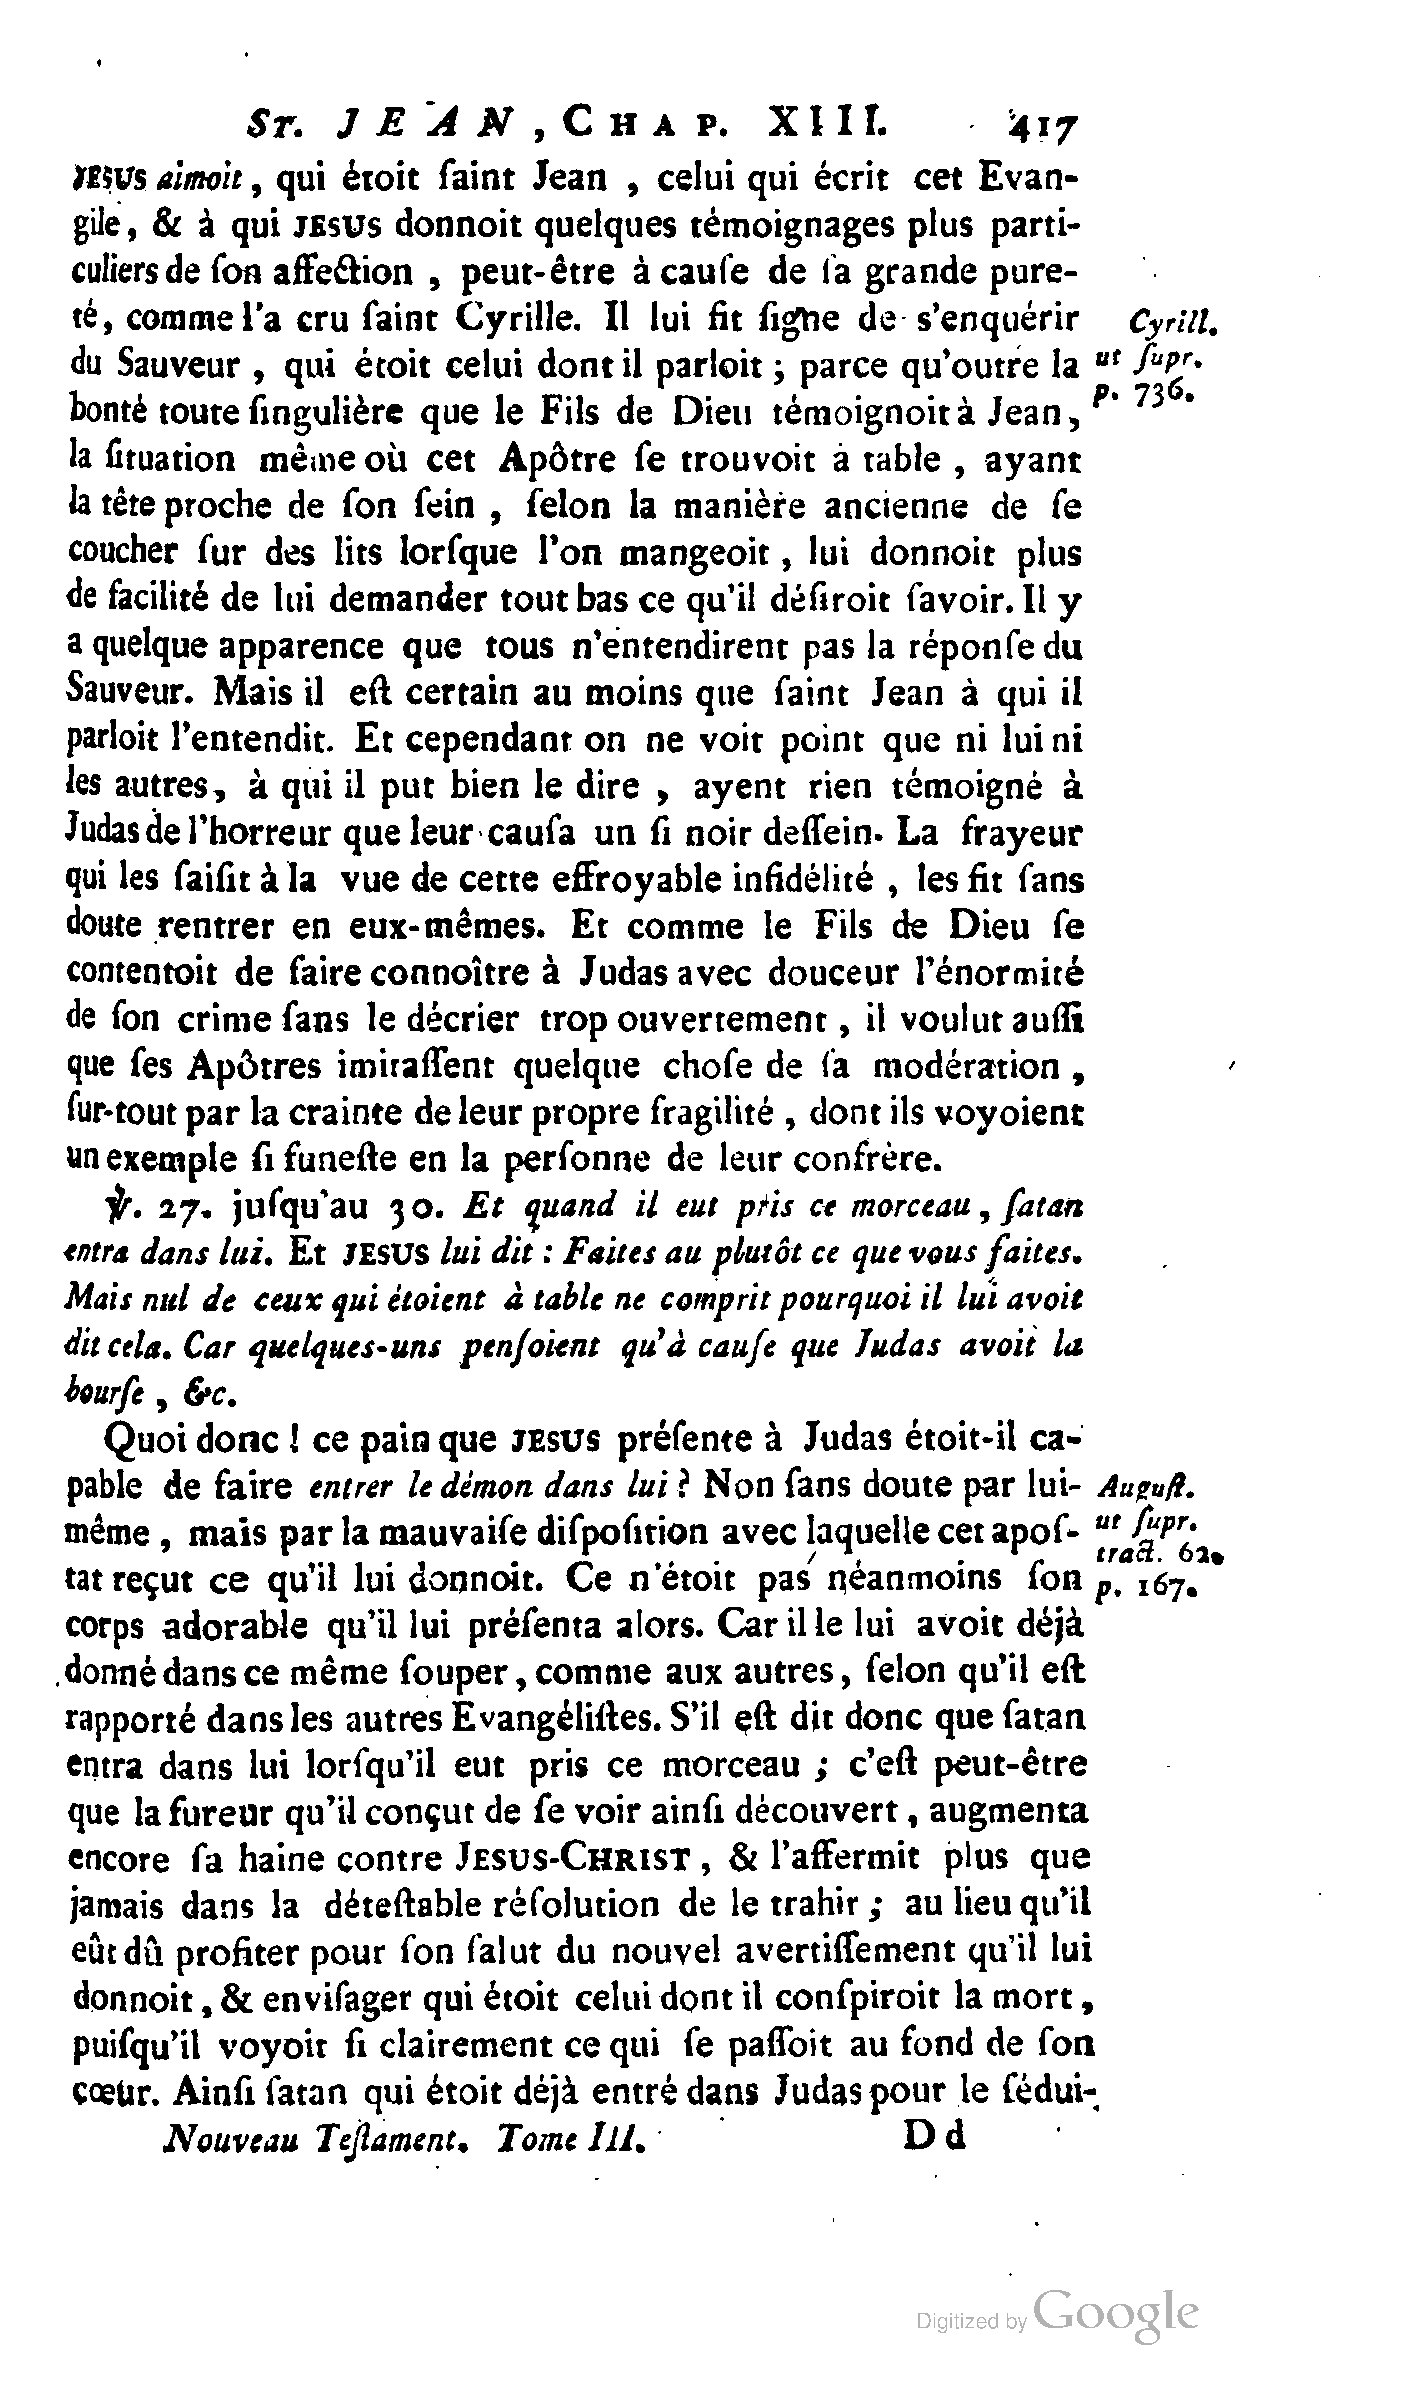 ST. JEAN, CHAP. XIII. 417
JESUS aimoit, qui étoit ſaint Jean, celui qui écrit cet Evan-
gile, & à qui JESUS donnoit quelques témoignages plus parti-
culiers de ſon affection, peut-être à cauſe de ſa grande pure-
té, comme l'a cru ſaint Cyrille. Il lui fit ſigne de s'enquérir
Cyrill.
du Sauveur, qui étoit celui dont il parloit; parce qu'outre la
ut ſupr.
bonté toute ſingulière que le Fils de Dieu témoignoit à Jean,
p. 736.
la ſituation même où cet Apôtre ſe trouvoit à table, ayant
la tête proche de ſon ſein, ſelon la manière ancienne de ſe
coucher ſur des lits lorſque l'on mangeoit, lui donnoit plus
de facilité de lui demander tout bas ce qu'il déſiroit ſavoir. Il y
a quelque apparence que tous n'entendirent pas la réponſe du
Sauveur. Mais il eſt certain au moins que ſaint Jean à qui il
parloit l'entendit. Et cependant on ne voit point que ni lui ni
les autres, à qui il put bien le dire, ayent rien témoigné à
Judas de l'horreur que leur cauſa un ſi noir deſſein. La frayeur
qui les ſaiſit à la vue de cette effroyable infidélité, les fit ſans
doute rentrer en eux-mêmes. Et comme le Fils de Dieu ſe
contentoit de faire connoître à Judas avec douceur l'énormité
de ſon crime ſans le décrier trop ouvertement, il voulut auſſi
que ſes Apôtres imitaſſent quelque choſe de ſa modération,
ſur-tout par la crainte de leur propre fragilité, dont ils voyoient
un exemple ſi funeſte en la perſonne de leur confrère.
℣. 27. juſqu'au 30. Et quand il eut pris ce morceau, ſatan
entra dans lui. Et JESUS lui dit : Faites au plutôt ce que vous faites.
Mais nul de ceux qui étoient à table ne comprit pourquoi il lui avoit
dit cela. Car quelques-uns penſoient qu'à cauſe que Judas avoit la
bourſe, &c.
Quoi donc ! ce pain que JESUS préſente à Judas étoit-il ca-
pable de faire entrer le démon dans lui ? Non ſans doute par lui-
Auguſt.
même, mais par la mauvaiſe diſpoſition avec laquelle cet apoſ-
ut ſupr.
tract. 62.
tat reçut ce qu'il lui donnoit. Ce n'étoit pas néanmoins ſon
p. 167.
corps adorable qu'il lui préſenta alors. Car il le lui avoit déjà
donné dans ce même ſouper, comme aux autres, ſelon qu'il eſt
rapporté dans les autres Evangéliſtes. S'il eſt dit donc que ſatan
entra dans lui lorſqu'il eut pris ce morceau ; c'eſt peut-être
que la fureur qu'il conçut de ſe voir ainſi découvert, augmenta
encore ſa haine contre JESUS-CHRIST, & l'affermit plus que
jamais dans la déteſtable réſolution de le trahir ; au lieu qu'il
eût dû profiter pour ſon ſalut du nouvel avertiſſement qu'il lui
donnoit, & enviſager qui étoit celui dont il conſpiroit la mort,
puiſqu'il voyoit ſi clairement ce qui ſe paſſoit au fond de ſon
cœur. Ainſi ſatan qui étoit déjà entré dans Judas pour le ſédui-
Nouveau Teſtament. Tome III. D d
Digitized by Google